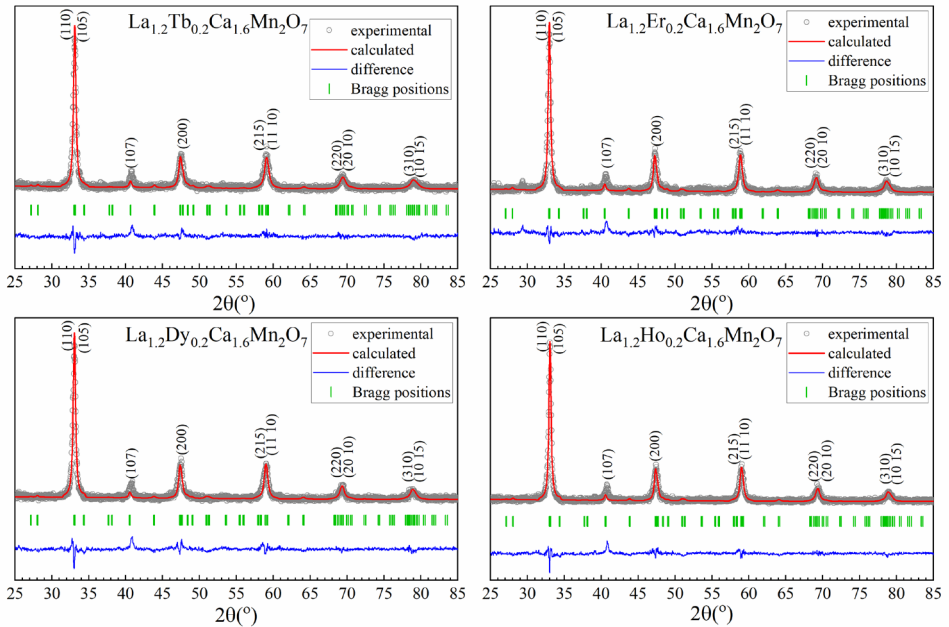 La1.2Tb0.2Ca1.6Mn2O7
experimental
calculated
difference
Bragg positions
(110)
(105)
(107)
(200)
(215)
(11 10)
(220)
(20 10)
(310)
(10 15)
25 30 35 40 45 50 55 60 65 70 75 80 85
2θ(°)
La1.2Er0.2Ca1.6Mn2O7
experimental
calculated
difference
Bragg positions
(110)
(105)
(107)
(200)
(215)
(11 10)
(220)
(20 10)
(310)
(10 15)
25 30 35 40 45 50 55 60 65 70 75 80 85
2θ(°)
La1.2Dy0.2Ca1.6Mn2O7
experimental
calculated
difference
Bragg positions
(110)
(105)
(107)
(200)
(215)
(11 10)
(220)
(20 10)
(310)
(10 15)
25 30 35 40 45 50 55 60 65 70 75 80 85
2θ(°)
La1.2Ho0.2Ca1.6Mn2O7
experimental
calculated
difference
Bragg positions
(110)
(105)
(107)
(200)
(215)
(11 10)
(220)
(20 10)
(310)
(10 15)
25 30 35 40 45 50 55 60 65 70 75 80 85
2θ(°)